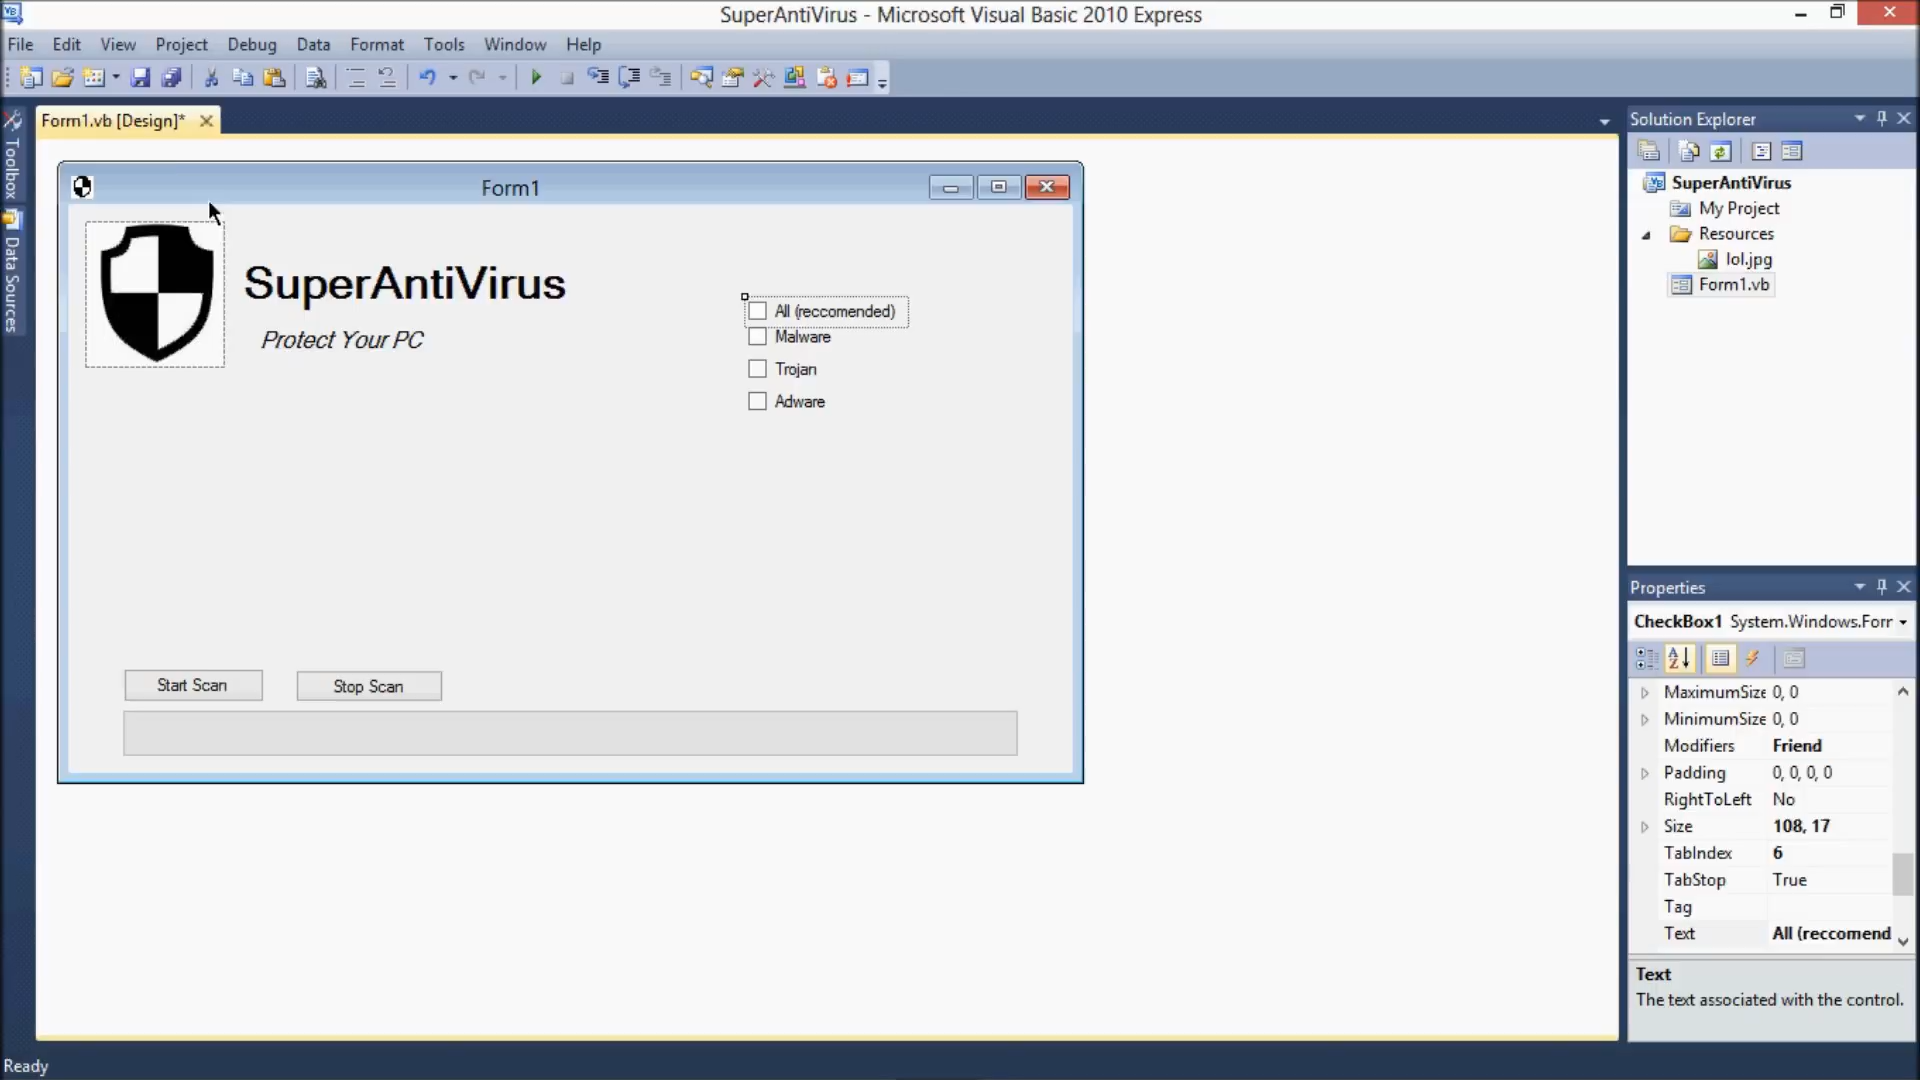 SuperAntiVirus - Microsoft Visual Basic 2010 Express
File Edit View Project Debug Data Format Tools Window Help
Form1.vb [Design]*
Toolbox
Data Sources
Form1
SuperAntiVirus
Protect Your PC
All (reccomended)
Malware
Trojan
Adware
Start Scan
Stop Scan
Solution Explorer
SuperAntiVirus
My Project
Resources
lol.jpg
Form1.vb
Properties
CheckBox1 System.Windows.Forr
MaximumSize 0, 0
MinimumSize 0, 0
Modifiers Friend
Padding 0, 0, 0, 0
RightToLeft No
Size 108, 17
TabIndex 6
TabStop True
Tag
Text All (reccomend
Text
The text associated with the control.
Ready